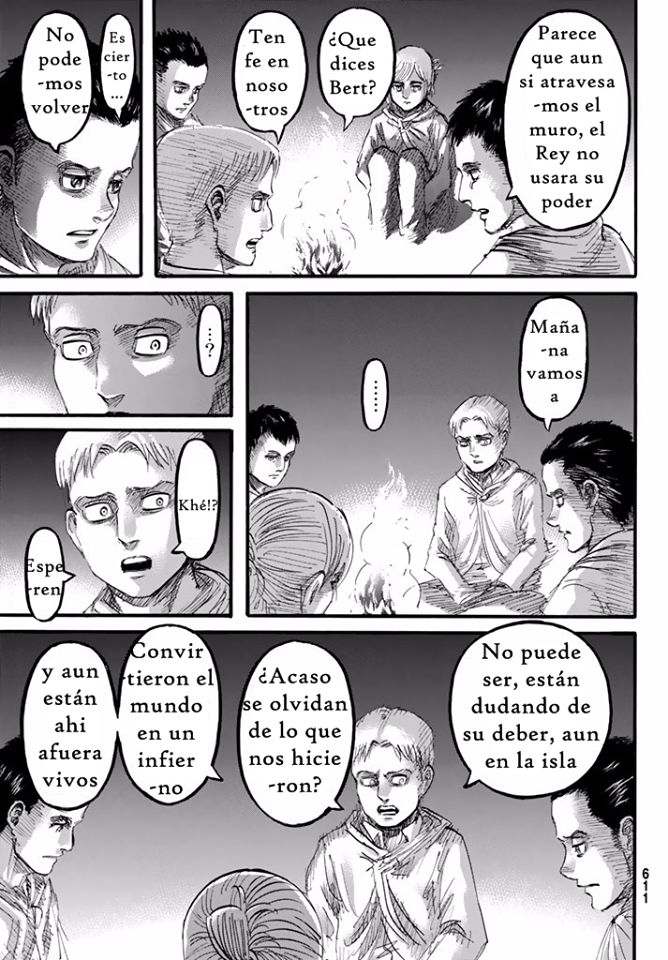 Parece
que aun
si atravesa
-mos el
muro, el
Rey no
usara su
poder
¿Que
dices
Bert?
Ten
fe en
noso
-tros
Es
cier
-to
...
No
pode
-mos
volver
Maña
-na
vamos
a
......
...?
Khé!?
Espe
-ren
No puede
ser, están
dudando de
su deber, aun
en la isla
¿Acaso
se olvidan
de lo que
nos hicie
-ron?
Convir
-tieron el
mundo
en un
infier
-no
y aun
están
ahi
afuera
vivos
611